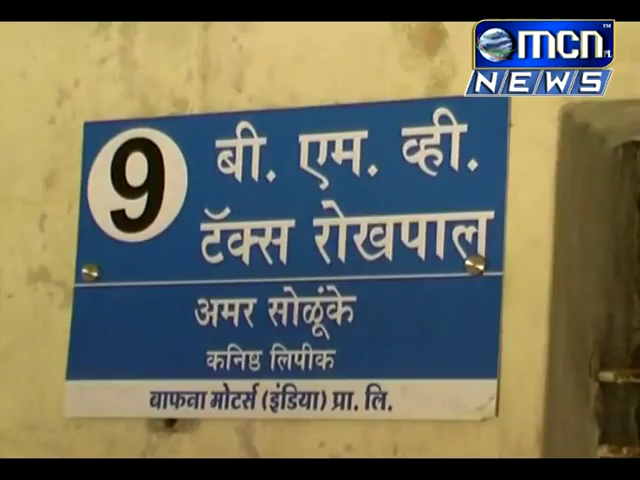 mcn
NEWS
9
बी. एम. व्ही.
टॅक्स रोखपाल
अमर सोळूंके
कनिष्ठ लिपीक
बाफना मोटर्स (इंडिया) प्रा. लि.